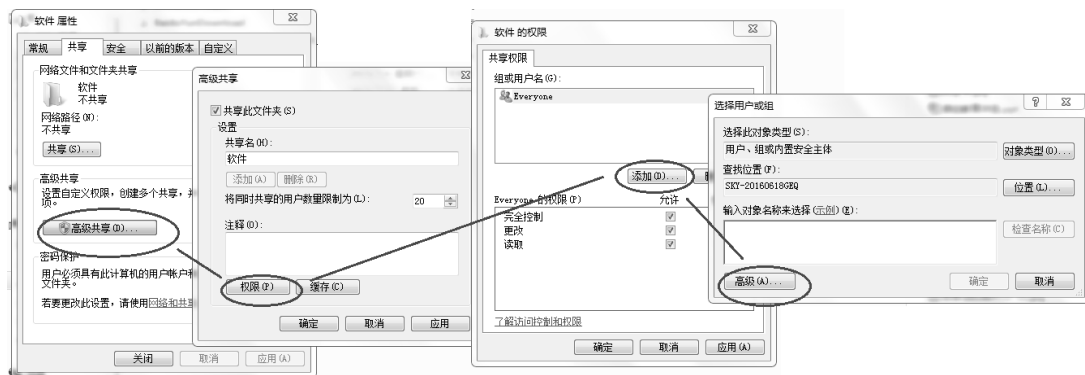 软件 属性
常规 共享 安全 以前的版本 自定义
网络文件和文件夹共享
软件
不共享
网络路径(N):
不共享
共享(S)...
高级共享
设置自定义权限，创建多个共享，并
项。
高级共享(D)...
密码保护
用户必须具有此计算机的用户帐户和
文件夹。
若要更改此设置，请使用网络和共享
关闭 取消 应用(A)
高级共享
共享此文件夹(S)
设置
共享名(H):
软件
添加(A) 删除(R)
将同时共享的用户数量限制为(L): 20
注释(O):
权限(P) 缓存(C)
确定 取消 应用
软件 的权限
共享权限
组或用户名(G):
Everyone
添加(D)...
Everyone 的权限(P) 允许
完全控制
更改
读取
了解访问控制和权限
确定 取消 应用(A)
选择用户或组
选择此对象类型(S):
用户、组或内置安全主体 对象类型(O)...
查找位置(F):
SKY-20160618GEQ 位置(L)...
输入对象名称来选择(示例)(E):
检查名称(C)
高级(A)... 确定 取消